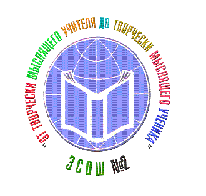 "ОТ ТВОРЧЕСКИ МЫСЛЯЩЕГО УЧИТЕЛЯ ДО ТВОРЧЕСКИ МЫСЛЯЩЕГО УЧЕНИКА"
ЗСОШ №2